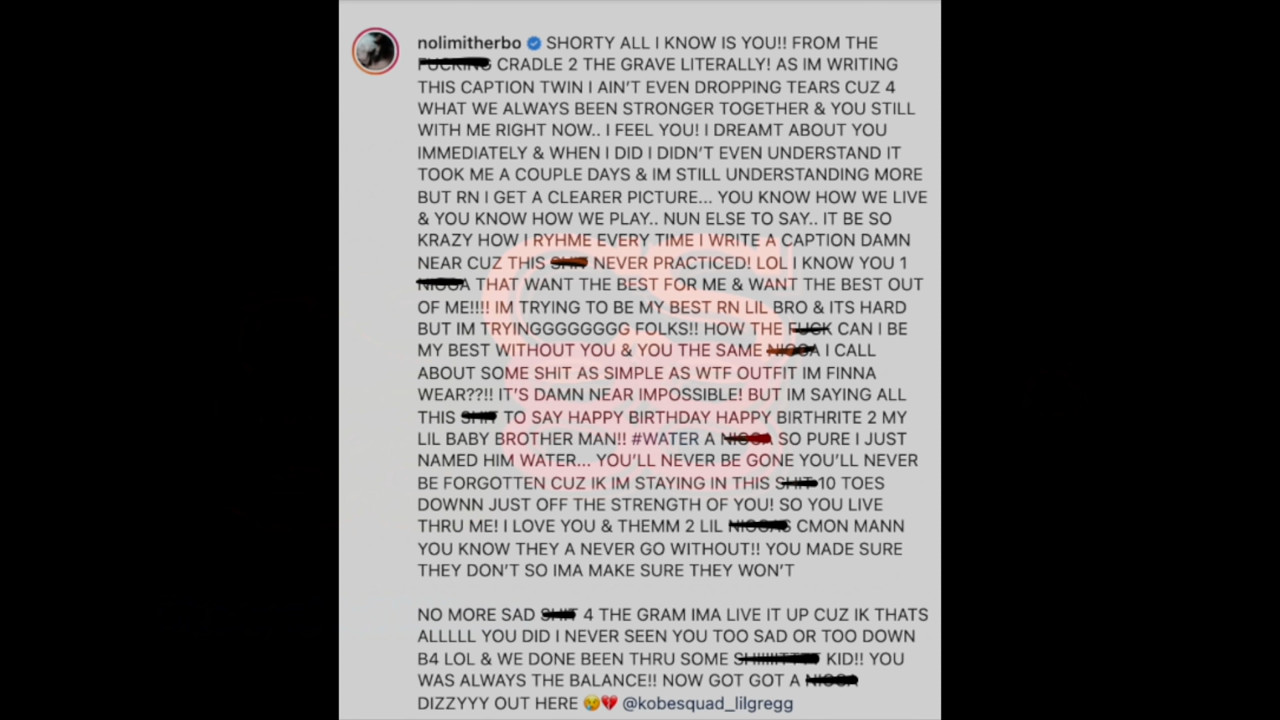 nolimitherbo SHORTY ALL I KNOW IS YOU!! FROM THE
FUCKING CRADLE 2 THE GRAVE LITERALLY! AS IM WRITING
THIS CAPTION TWIN I AIN'T EVEN DROPPING TEARS CUZ 4
WHAT WE ALWAYS BEEN STRONGER TOGETHER & YOU STILL
WITH ME RIGHT NOW.. I FEEL YOU! I DREAMT ABOUT YOU
IMMEDIATELY & WHEN I DID I DIDN'T EVEN UNDERSTAND IT
TOOK ME A COUPLE DAYS & IM STILL UNDERSTANDING MORE
BUT RN I GET A CLEARER PICTURE... YOU KNOW HOW WE LIVE
& YOU KNOW HOW WE PLAY.. NUN ELSE TO SAY.. IT BE SO
KRAZY HOW I RYHME EVERY TIME I WRITE A CAPTION DAMN
NEAR CUZ THIS SHIT NEVER PRACTICED! LOL I KNOW YOU 1
NIGGA THAT WANT THE BEST FOR ME & WANT THE BEST OUT
OF ME!!!! IM TRYING TO BE MY BEST RN LIL BRO & ITS HARD
BUT IM TRYINGGGGGGGG FOLKS!! HOW THE FUCK CAN I BE
MY BEST WITHOUT YOU & YOU THE SAME NIGGA I CALL
ABOUT SOME SHIT AS SIMPLE AS WTF OUTFIT IM FINNA
WEAR??!! IT'S DAMN NEAR IMPOSSIBLE! BUT IM SAYING ALL
THIS SHIT TO SAY HAPPY BIRTHDAY HAPPY BIRTHRITE 2 MY
LIL BABY BROTHER MAN!! #WATER A NIGGA SO PURE I JUST
NAMED HIM WATER... YOU'LL NEVER BE GONE YOU'LL NEVER
BE FORGOTTEN CUZ IK IM STAYING IN THIS SHIT 10 TOES
DOWNN JUST OFF THE STRENGTH OF YOU! SO YOU LIVE
THRU ME! I LOVE YOU & THEMM 2 LIL NIGGAS CMON MANN
YOU KNOW THEY A NEVER GO WITHOUT!! YOU MADE SURE
THEY DON'T SO IMA MAKE SURE THEY WON'T
NO MORE SAD SHIT 4 THE GRAM IMA LIVE IT UP CUZ IK THATS
ALLLLL YOU DID I NEVER SEEN YOU TOO SAD OR TOO DOWN
B4 LOL & WE DONE BEEN THRU SOME KID!! YOU
WAS ALWAYS THE BALANCE!! NOW GOT GOT A NIGGA
DIZZYYY OUT HERE 😢💔 @kobesquad_lilgregg